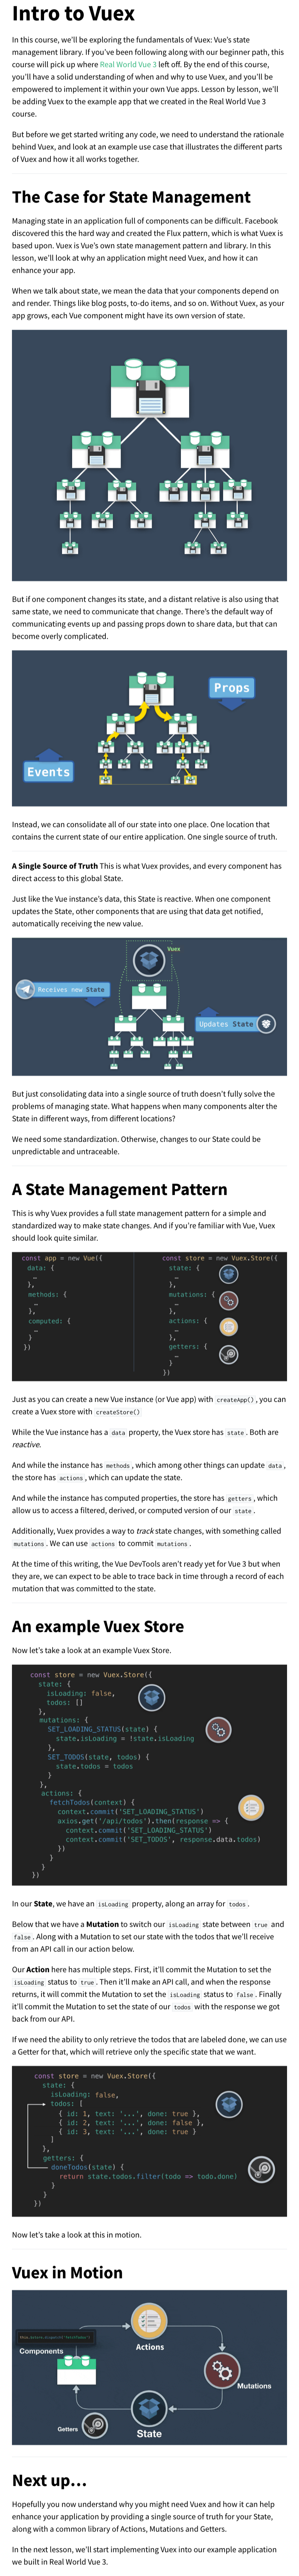 Intro to Vuex
In this course, we'll be exploring the fundamentals of Vuex: Vue's state
management library. If you've been following along with our beginner path, this
course will pick up where Real World Vue 3 left off. By the end of this course,
you'll have a solid understanding of when and why to use Vuex, and you'll be
empowered to implement it within your own Vue apps. Lesson by lesson, we'll
be adding Vuex to the example app that we created in the Real World Vue 3
course.
But before we get started writing any code, we need to understand the rationale
behind Vuex, and look at an example use case that illustrates the different parts
of Vuex and how it all works together.
The Case for State Management
Managing state in an application full of components can be difficult. Facebook
discovered this the hard way and created the Flux pattern, which is what Vuex is
based upon. Vuex is Vue's own state management pattern and library. In this
lesson, we'll look at why an application might need Vuex, and how it can
enhance your app.
When we talk about state, we mean the data that your components depend on
and render. Things like blog posts, to-do items, and so on. Without Vuex, as your
app grows, each Vue component might have its own version of state.
But if one component changes its state, and a distant relative is also using that
same state, we need to communicate that change. There's the default way of
communicating events up and passing props down to share data, but that can
become overly complicated.
Props
Events
Instead, we can consolidate all of our state into one place. One location that
contains the current state of our entire application. One single source of truth.
A Single Source of Truth This is what Vuex provides, and every component has
direct access to this global State.
Just like the Vue instance's data, this State is reactive. When one component
updates the State, other components that are using that data get notified,
automatically receiving the new value.
Vuex
Receives new State
Updates State
But just consolidating data into a single source of truth doesn't fully solve the
problems of managing state. What happens when many components alter the
State in different ways, from different locations?
We need some standardization. Otherwise, changes to our State could be
unpredictable and untraceable.
A State Management Pattern
This is why Vuex provides a full state management pattern for a simple and
standardized way to make state changes. And if you're familiar with Vue, Vuex
should look quite similar.
const app = new Vue({
data: {
…
},
methods: {
…
},
computed: {
…
}
})
const store = new Vuex.Store({
state: {
…
},
mutations: {
…
},
actions: {
…
},
getters: {
…
}
})
Just as you can create a new Vue instance (or Vue app) with createApp(), you can
create a Vuex store with createStore()
While the Vue instance has a data property, the Vuex store has state. Both are
reactive.
And while the instance has methods, which among other things can update data,
the store has actions, which can update the state.
And while the instance has computed properties, the store has getters, which
allow us to access a filtered, derived, or computed version of our state.
Additionally, Vuex provides a way to track state changes, with something called
mutations. We can use actions to commit mutations.
At the time of this writing, the Vue DevTools aren't ready yet for Vue 3 but when
they are, we can expect to be able to trace back in time through a record of each
mutation that was committed to the state.
An example Vuex Store
Now let's take a look at an example Vuex Store.
const store = new Vuex.Store({
state: {
isLoading: false,
todos: []
},
mutations: {
SET_LOADING_STATUS(state) {
state.isLoading = !state.isLoading
},
SET_TODOS(state, todos) {
state.todos = todos
}
},
actions: {
fetchTodos(context) {
context.commit('SET_LOADING_STATUS')
axios.get('/api/todos').then(response => {
context.commit('SET_LOADING_STATUS')
context.commit('SET_TODOS', response.data.todos)
})
}
}
})
In our State, we have an isLoading property, along an array for todos.
Below that we have a Mutation to switch our isLoading state between true and
false. Along with a Mutation to set our state with the todos that we'll receive
from an API call in our action below.
Our Action here has multiple steps. First, it'll commit the Mutation to set the
isLoading status to true. Then it'll make an API call, and when the response
returns, it will commit the Mutation to set the isLoading status to false. Finally
it'll commit the Mutation to set the state of our todos with the response we got
back from our API.
If we need the ability to only retrieve the todos that are labeled done, we can use
a Getter for that, which will retrieve only the specific state that we want.
const store = new Vuex.Store({
state: {
isLoading: false,
todos: [
{ id: 1, text: '...', done: true },
{ id: 2, text: '...', done: false },
{ id: 3, text: '...', done: true }
]
},
getters: {
doneTodos(state) {
return state.todos.filter(todo => todo.done)
}
}
})
Now let's take a look at this in motion.
Vuex in Motion
Components
Actions
Mutations
Getters
State
Next up…
Hopefully you now understand why you might need Vuex and how it can help
enhance your application by providing a single source of truth for your State,
along with a common library of Actions, Mutations and Getters.
In the next lesson, we'll start implementing Vuex into our example application
we built in Real World Vue 3.